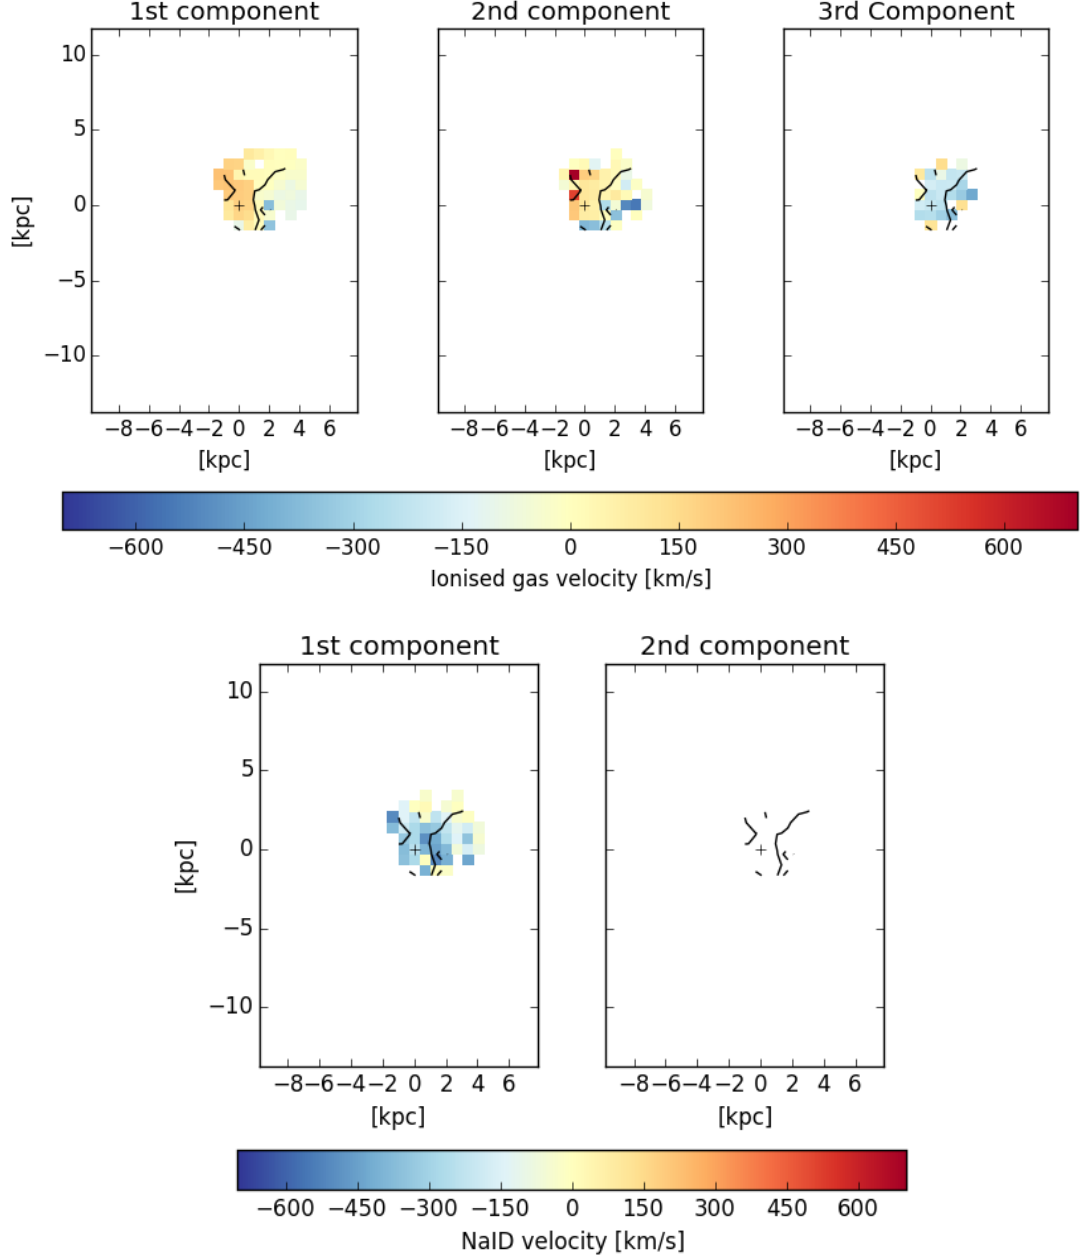 1st component 2nd component 3rd Component
10
5
0
−5
−10
[kpc]
−8 −6 −4 −2 0 2 4 6 −8 −6 −4 −2 0 2 4 6 −8 −6 −4 −2 0 2 4 6
[kpc] [kpc] [kpc]
−600 −450 −300 −150 0 150 300 450 600
Ionised gas velocity [km/s]
1st component 2nd component
10
5
0
−5
−10
[kpc]
−8 −6 −4 −2 0 2 4 6 −8 −6 −4 −2 0 2 4 6
[kpc] [kpc]
−600 −450 −300 −150 0 150 300 450 600
NaID velocity [km/s]